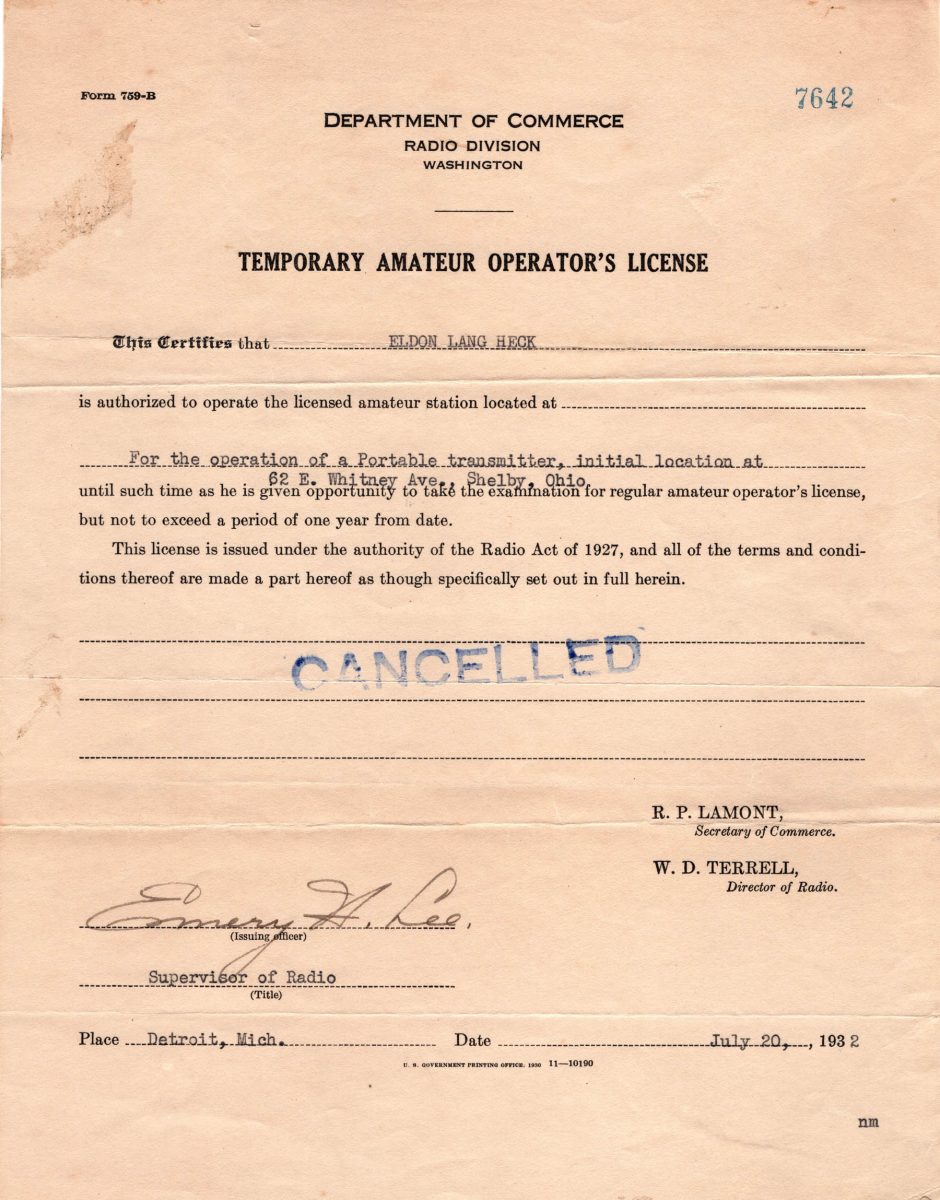 Form 759-B
7642
DEPARTMENT OF COMMERCE
RADIO DIVISION
WASHINGTON
TEMPORARY AMATEUR OPERATOR'S LICENSE
This Certifies that ELDON LANG HECK
is authorized to operate the licensed amateur station located at
For the operation of a Portable transmitter, initial location at
62 E. Whitney Ave., Shelby, Ohio
until such time as he is given opportunity to take the examination for regular amateur operator's license,
but not to exceed a period of one year from date.
This license is issued under the authority of the Radio Act of 1927, and all of the terms and condi-
tions thereof are made a part hereof as though specifically set out in full herein.
CANCELLED
R. P. LAMONT,
Secretary of Commerce.
W. D. TERRELL,
Director of Radio.
Emery H. Lee.
(Issuing officer)
Supervisor of Radio
(Title)
Place Detroit, Mich. Date July 20, , 1932
U. S. GOVERNMENT PRINTING OFFICE, 1930 11—10190
nm